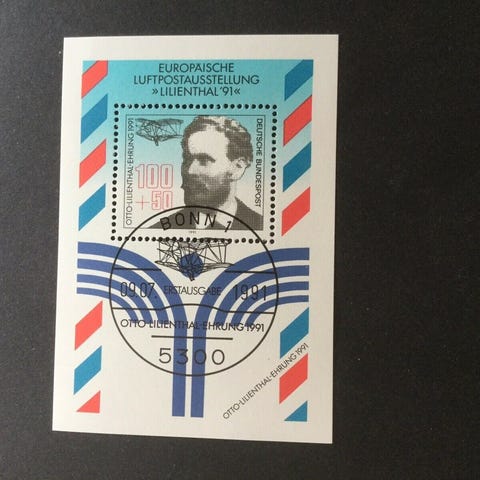 EUROPÄISCHE
LUFTPOSTAUSSTELLUNG
»LILIENTHAL'91«
OTTO-LILIENTHAL-EHRUNG 1991
100
+50
DEUTSCHE BUNDESPOST
1991
BONN 1
09.07. ERSTAUSGABE 1991
OTTO-LILIENTHAL-EHRUNG 1991
5300
OTTO-LILIENTHAL-EHRUNG 1991